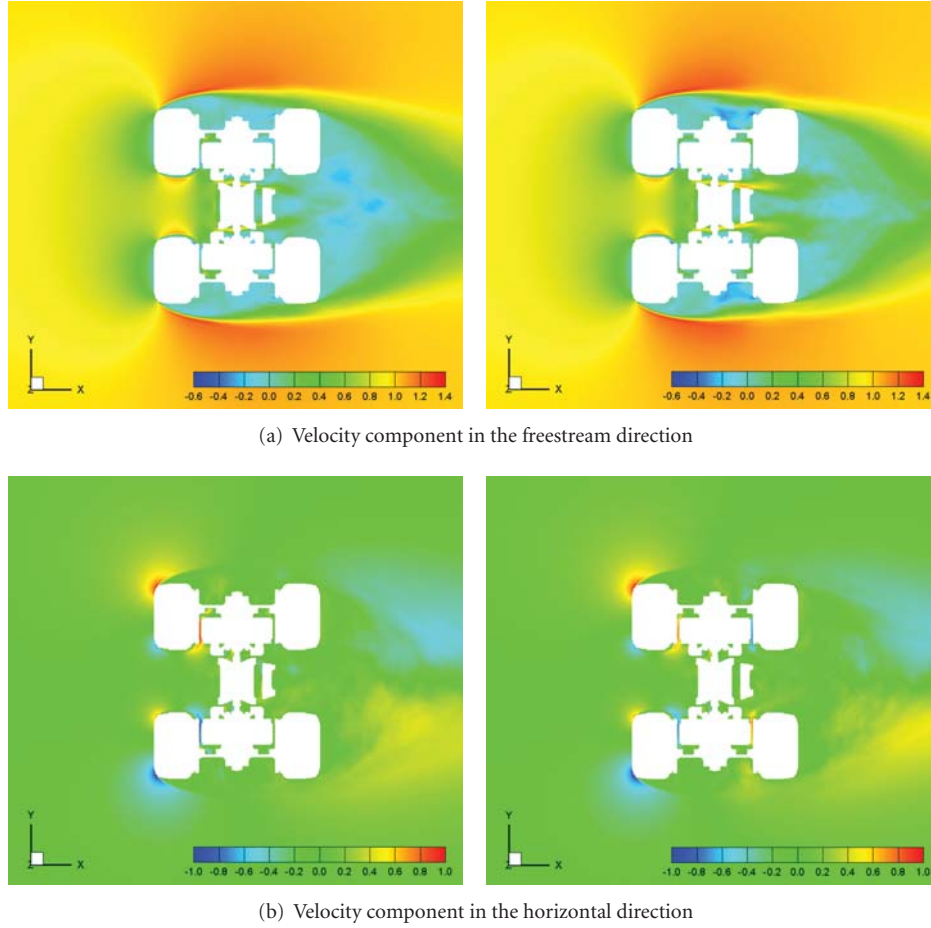 Y
Z
X
-0.6 -0.4 -0.2 0.0 0.2 0.4 0.6 0.8 1.0 1.2 1.4
Y
Z
X
-0.6 -0.4 -0.2 0.0 0.2 0.4 0.6 0.8 1.0 1.2 1.4
(a) Velocity component in the freestream direction
Y
Z
X
-1.0 -0.8 -0.6 -0.4 -0.2 0.0 0.2 0.4 0.6 0.8 1.0
Y
Z
X
-1.0 -0.8 -0.6 -0.4 -0.2 0.0 0.2 0.4 0.6 0.8 1.0
(b) Velocity component in the horizontal direction